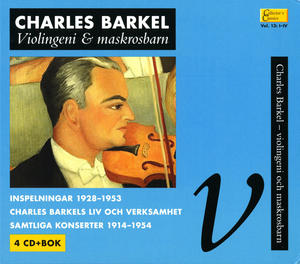 CHARLES BARKEL
Violingeni & maskrosbarn
Collector's
Classics
Vol. 13: I-IV
Charles Barkel – violingeni och maskrosbarn
INSPELNINGAR 1928–1953
CHARLES BARKELS LIV OCH VERKSAMHET
SAMTLIGA KONSERTER 1914–1954
4 CD+BOK
v